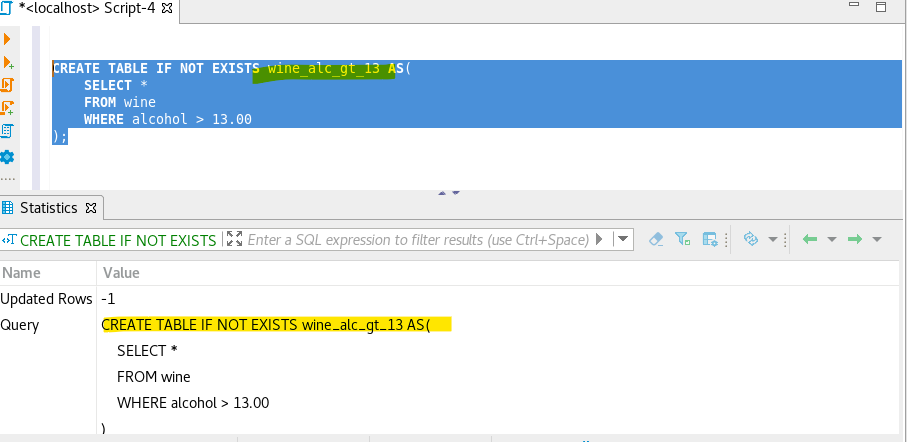 *<localhost> Script-4
CREATE TABLE IF NOT EXISTS wine_alc_gt_13 AS(
SELECT *
FROM wine
WHERE alcohol > 13.00
);
Statistics
CREATE TABLE IF NOT EXISTS Enter a SQL expression to filter results (use Ctrl+Space)
Name Value
Updated Rows -1
Query CREATE TABLE IF NOT EXISTS wine_alc_gt_13 AS(
SELECT *
FROM wine
WHERE alcohol > 13.00
)